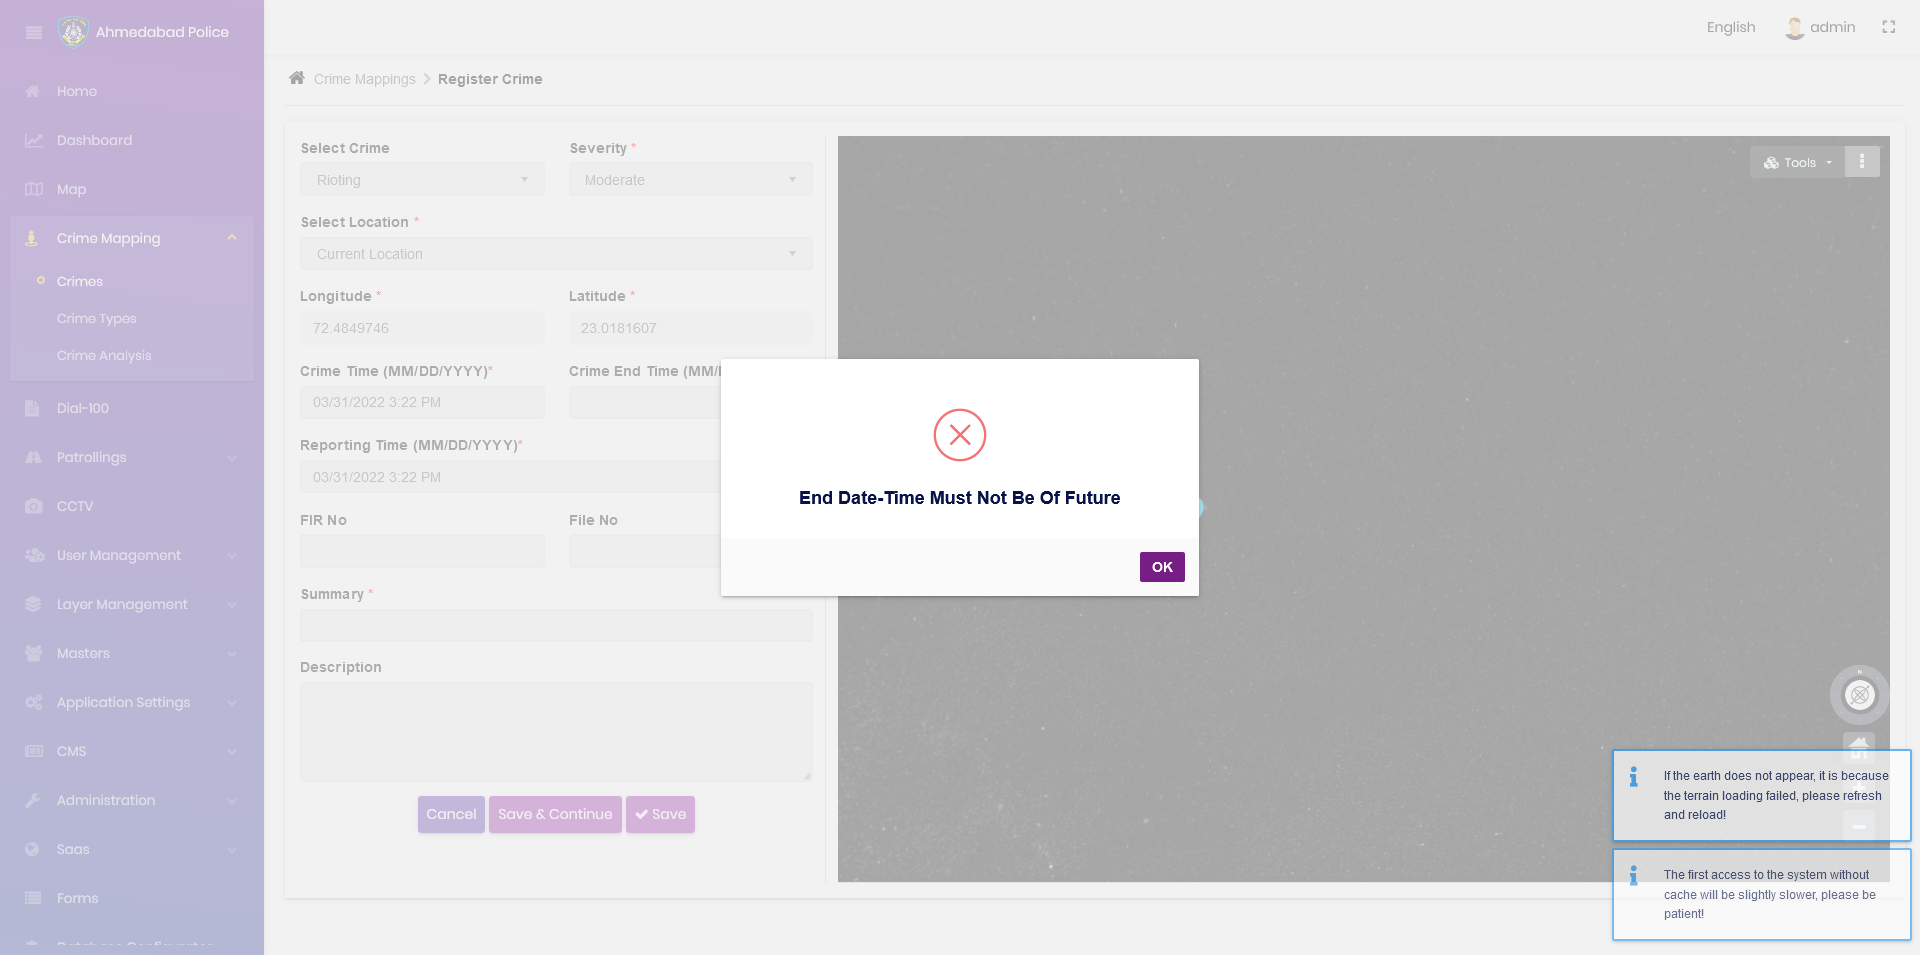 Ahmedabad Police
English
admin
Home
Dashboard
Map
Crime Mapping
Crimes
Crime Types
Crime Analysis
Dial-100
Patrollings
CCTV
User Management
Layer Management
Masters
Application Settings
CMS
Administration
Saas
Forms
Crime Mappings
Register Crime
Select Crime
Severity *
Rioting
Moderate
Select Location *
Current Location
Longitude *
Latitude *
72.4849746
23.0181607
Crime Time (MM/DD/YYYY)*
Crime End Time (MM/
03/31/2022 3:22 PM
Reporting Time (MM/DD/YYYY)*
03/31/2022 3:22 PM
FIR No
File No
Summary *
Description
Cancel
Save & Continue
Save
Tools
N
End Date-Time Must Not Be Of Future
OK
If the earth does not appear, it is because
the terrain loading failed, please refresh
and reload!
The first access to the system without
cache will be slightly slower, please be
patient!